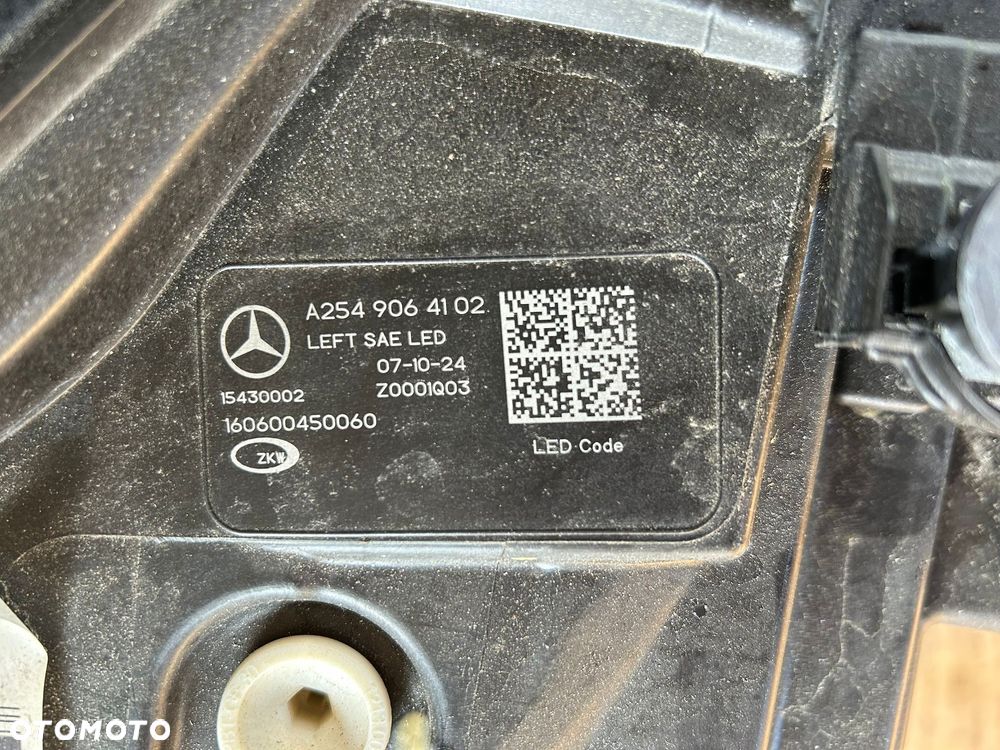 A254 906 41 02
LEFT SAE LED
07-10-24
15430002
Z0001Q03
160600450060
ZKW
LED Code
OTOMOTO